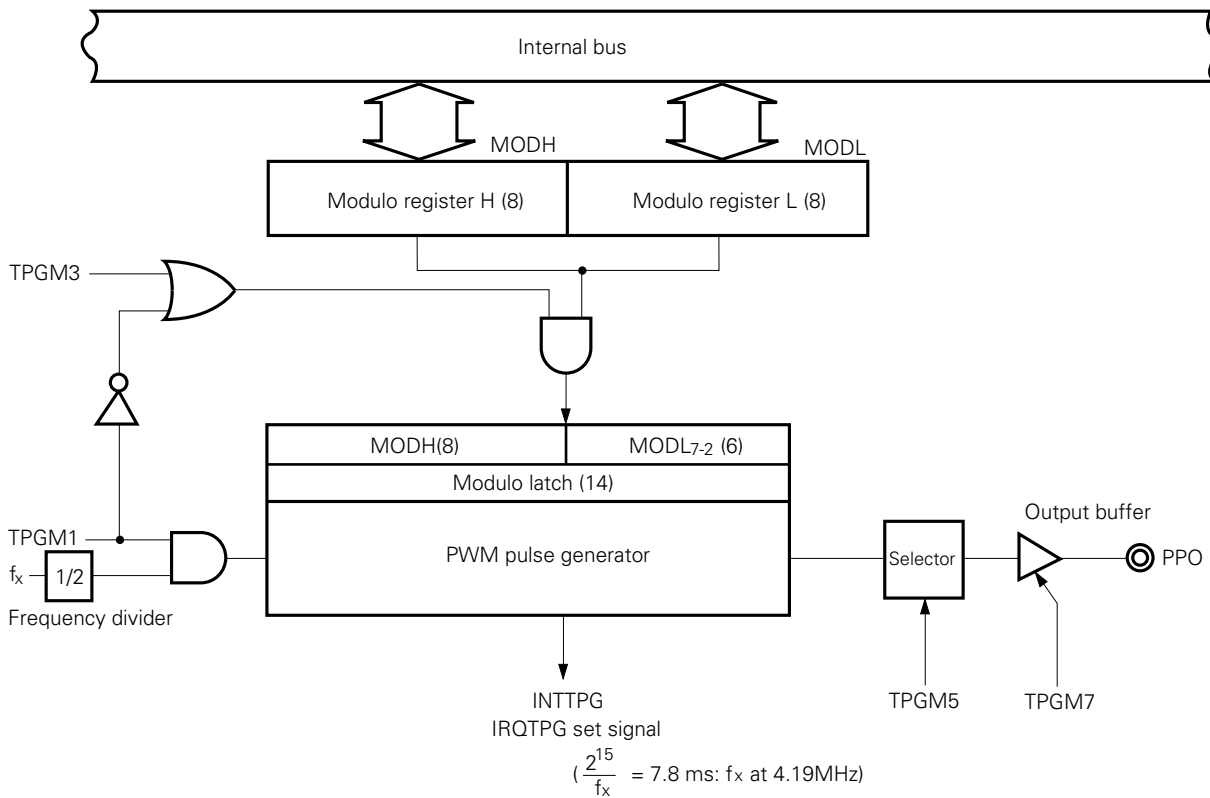 Internal bus
MODH
MODL
Modulo register H (8)
Modulo register L (8)
TPGM3
MODH(8)
MODL7-2 (6)
Modulo latch (14)
TPGM1
fx
1/2
Frequency divider
PWM pulse generator
Selector
Output buffer
PPO
INTTPG
IRQTPG set signal
TPGM5
TPGM7
( 2^15/fx = 7.8 ms: fx at 4.19MHz)